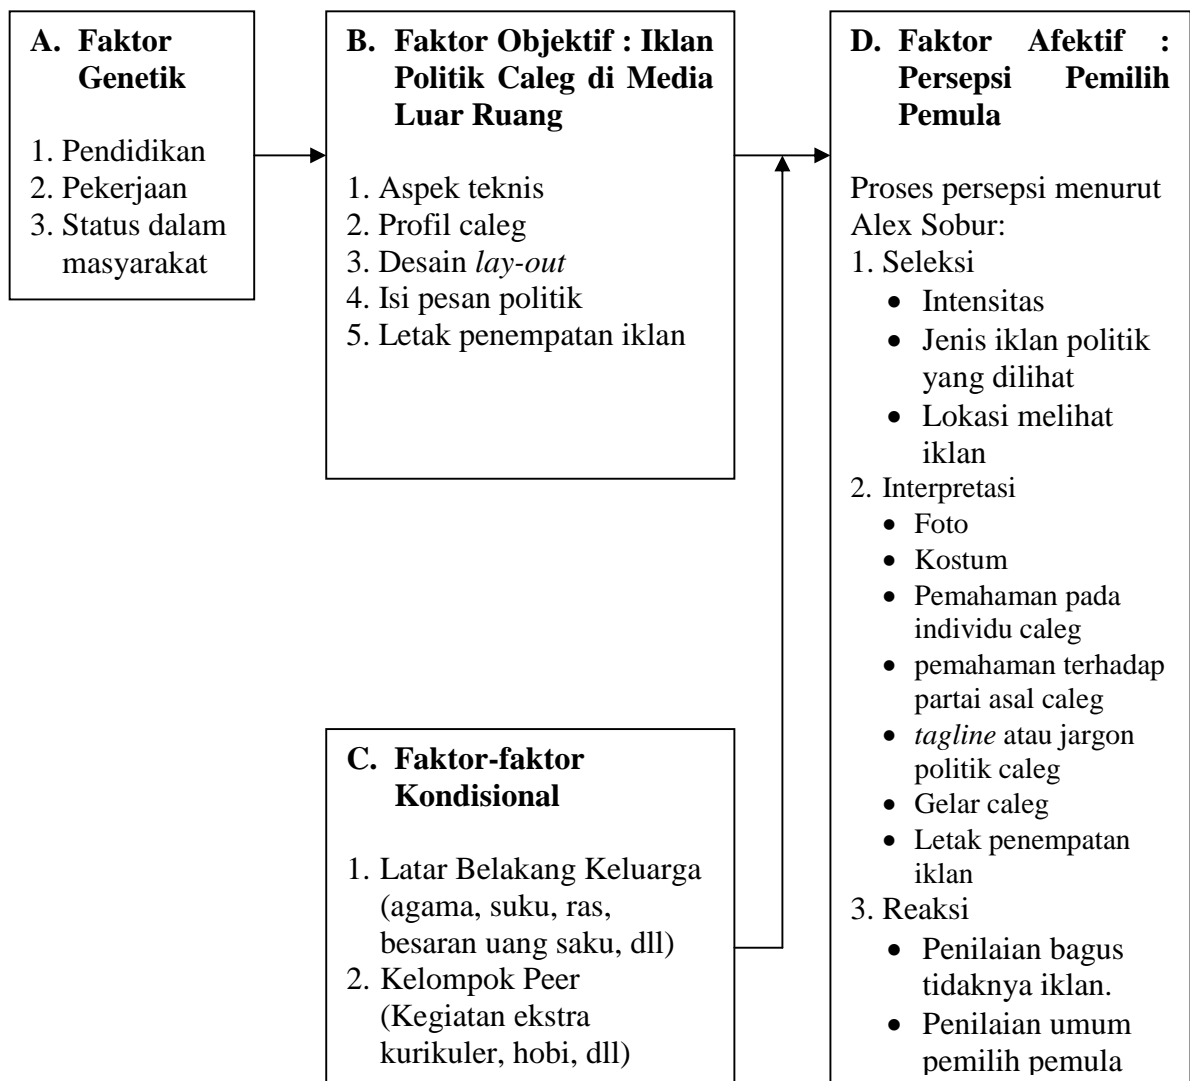 A. Faktor
Genetik
1. Pendidikan
2. Pekerjaan
3. Status dalam
masyarakat
B. Faktor Objektif : Iklan
Politik Caleg di Media
Luar Ruang
1. Aspek teknis
2. Profil caleg
3. Desain lay-out
4. Isi pesan politik
5. Letak penempatan iklan
C. Faktor-faktor
Kondisional
1. Latar Belakang Keluarga
(agama, suku, ras,
besaran uang saku, dll)
2. Kelompok Peer
(Kegiatan ekstra
kurikuler, hobi, dll)
D. Faktor Afektif :
Persepsi Pemilih
Pemula
Proses persepsi menurut
Alex Sobur:
1. Seleksi
• Intensitas
• Jenis iklan politik
yang dilihat
• Lokasi melihat
iklan
2. Interpretasi
• Foto
• Kostum
• Pemahaman pada
individu caleg
• pemahaman terhadap
partai asal caleg
• tagline atau jargon
politik caleg
• Gelar caleg
• Letak penempatan
iklan
3. Reaksi
• Penilaian bagus
tidaknya iklan.
• Penilaian umum
pemilih pemula